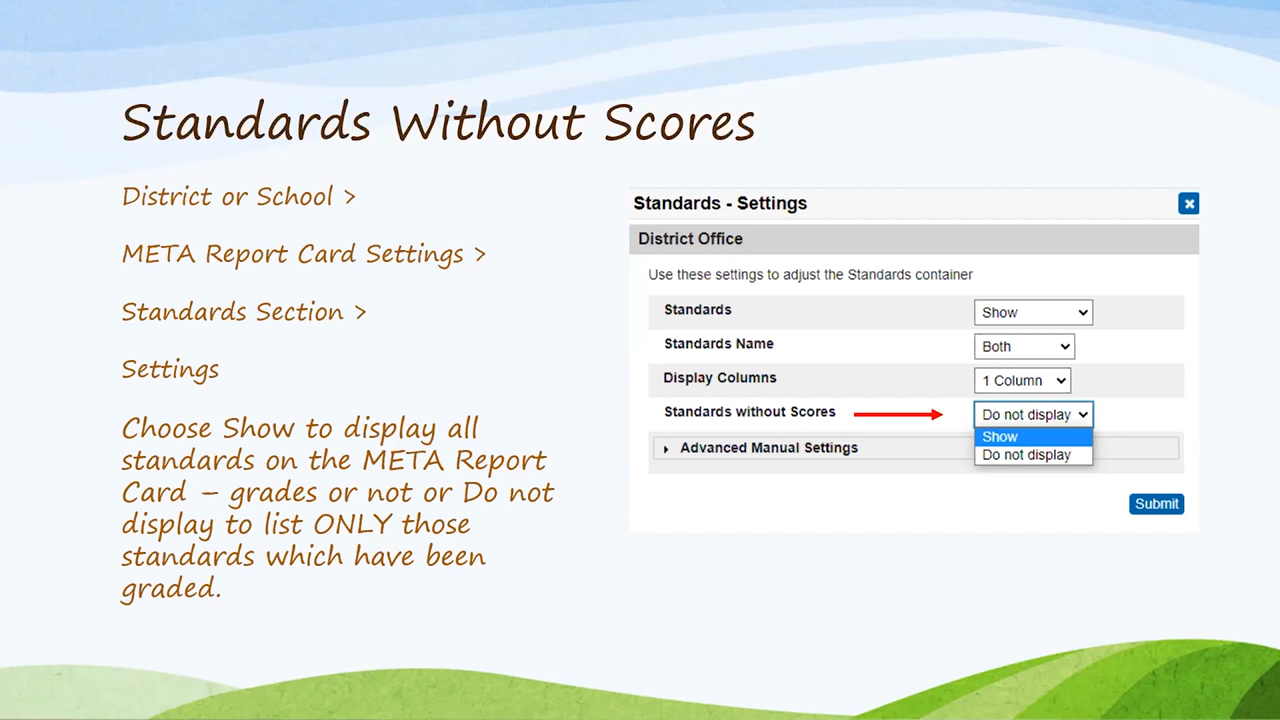 Standards Without Scores
District or School >
META Report Card Settings >
Standards Section >
Settings
Choose Show to display all
standards on the META Report
Card – grades or not or Do not
display to list ONLY those
standards which have been
graded.
Standards - Settings
District Office
Use these settings to adjust the Standards container
Standards Show
Standards Name Both
Display Columns 1 Column
Standards without Scores Do not display
Show
Do not display
Advanced Manual Settings
Submit